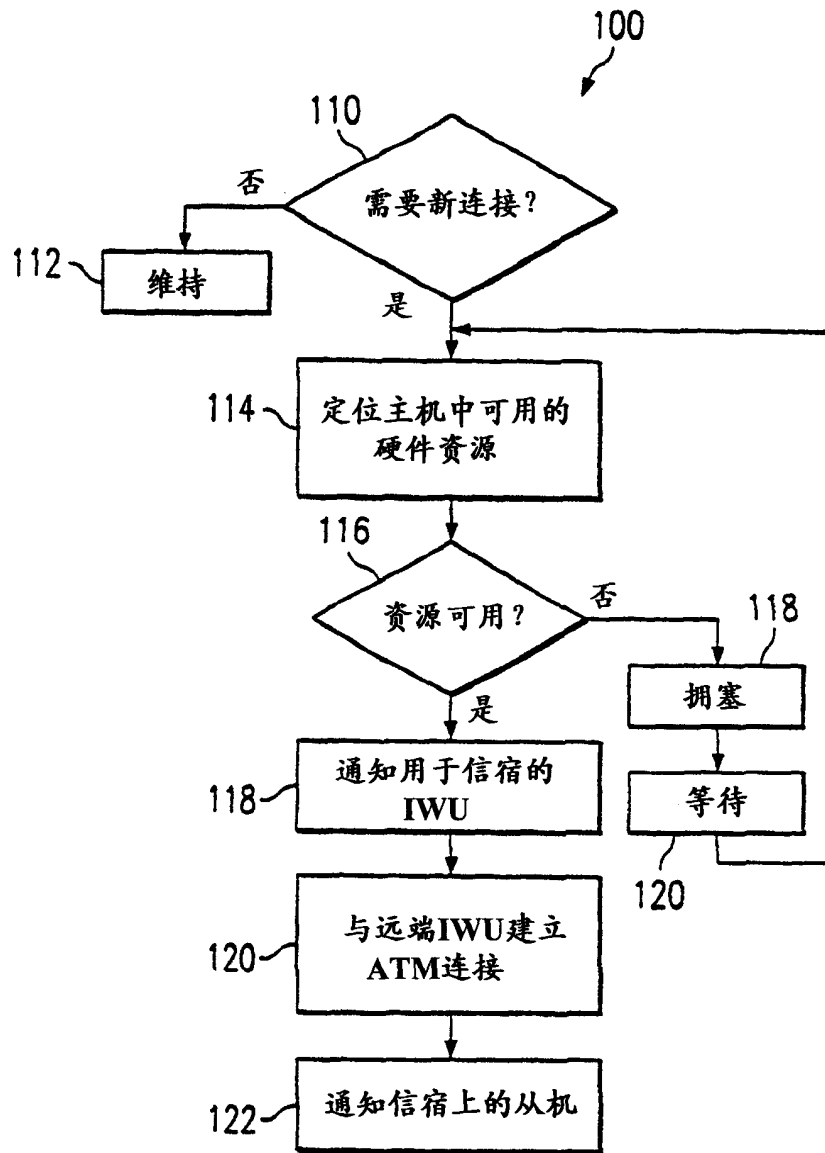 100
110
需要新连接?
否
112
维持
是
114
定位主机中可用的
硬件资源
116
资源可用?
否
118
拥塞
是
118
通知用于信宿的
IWU
等待
120
120
与远端IWU建立
ATM连接
122
通知信宿上的从机